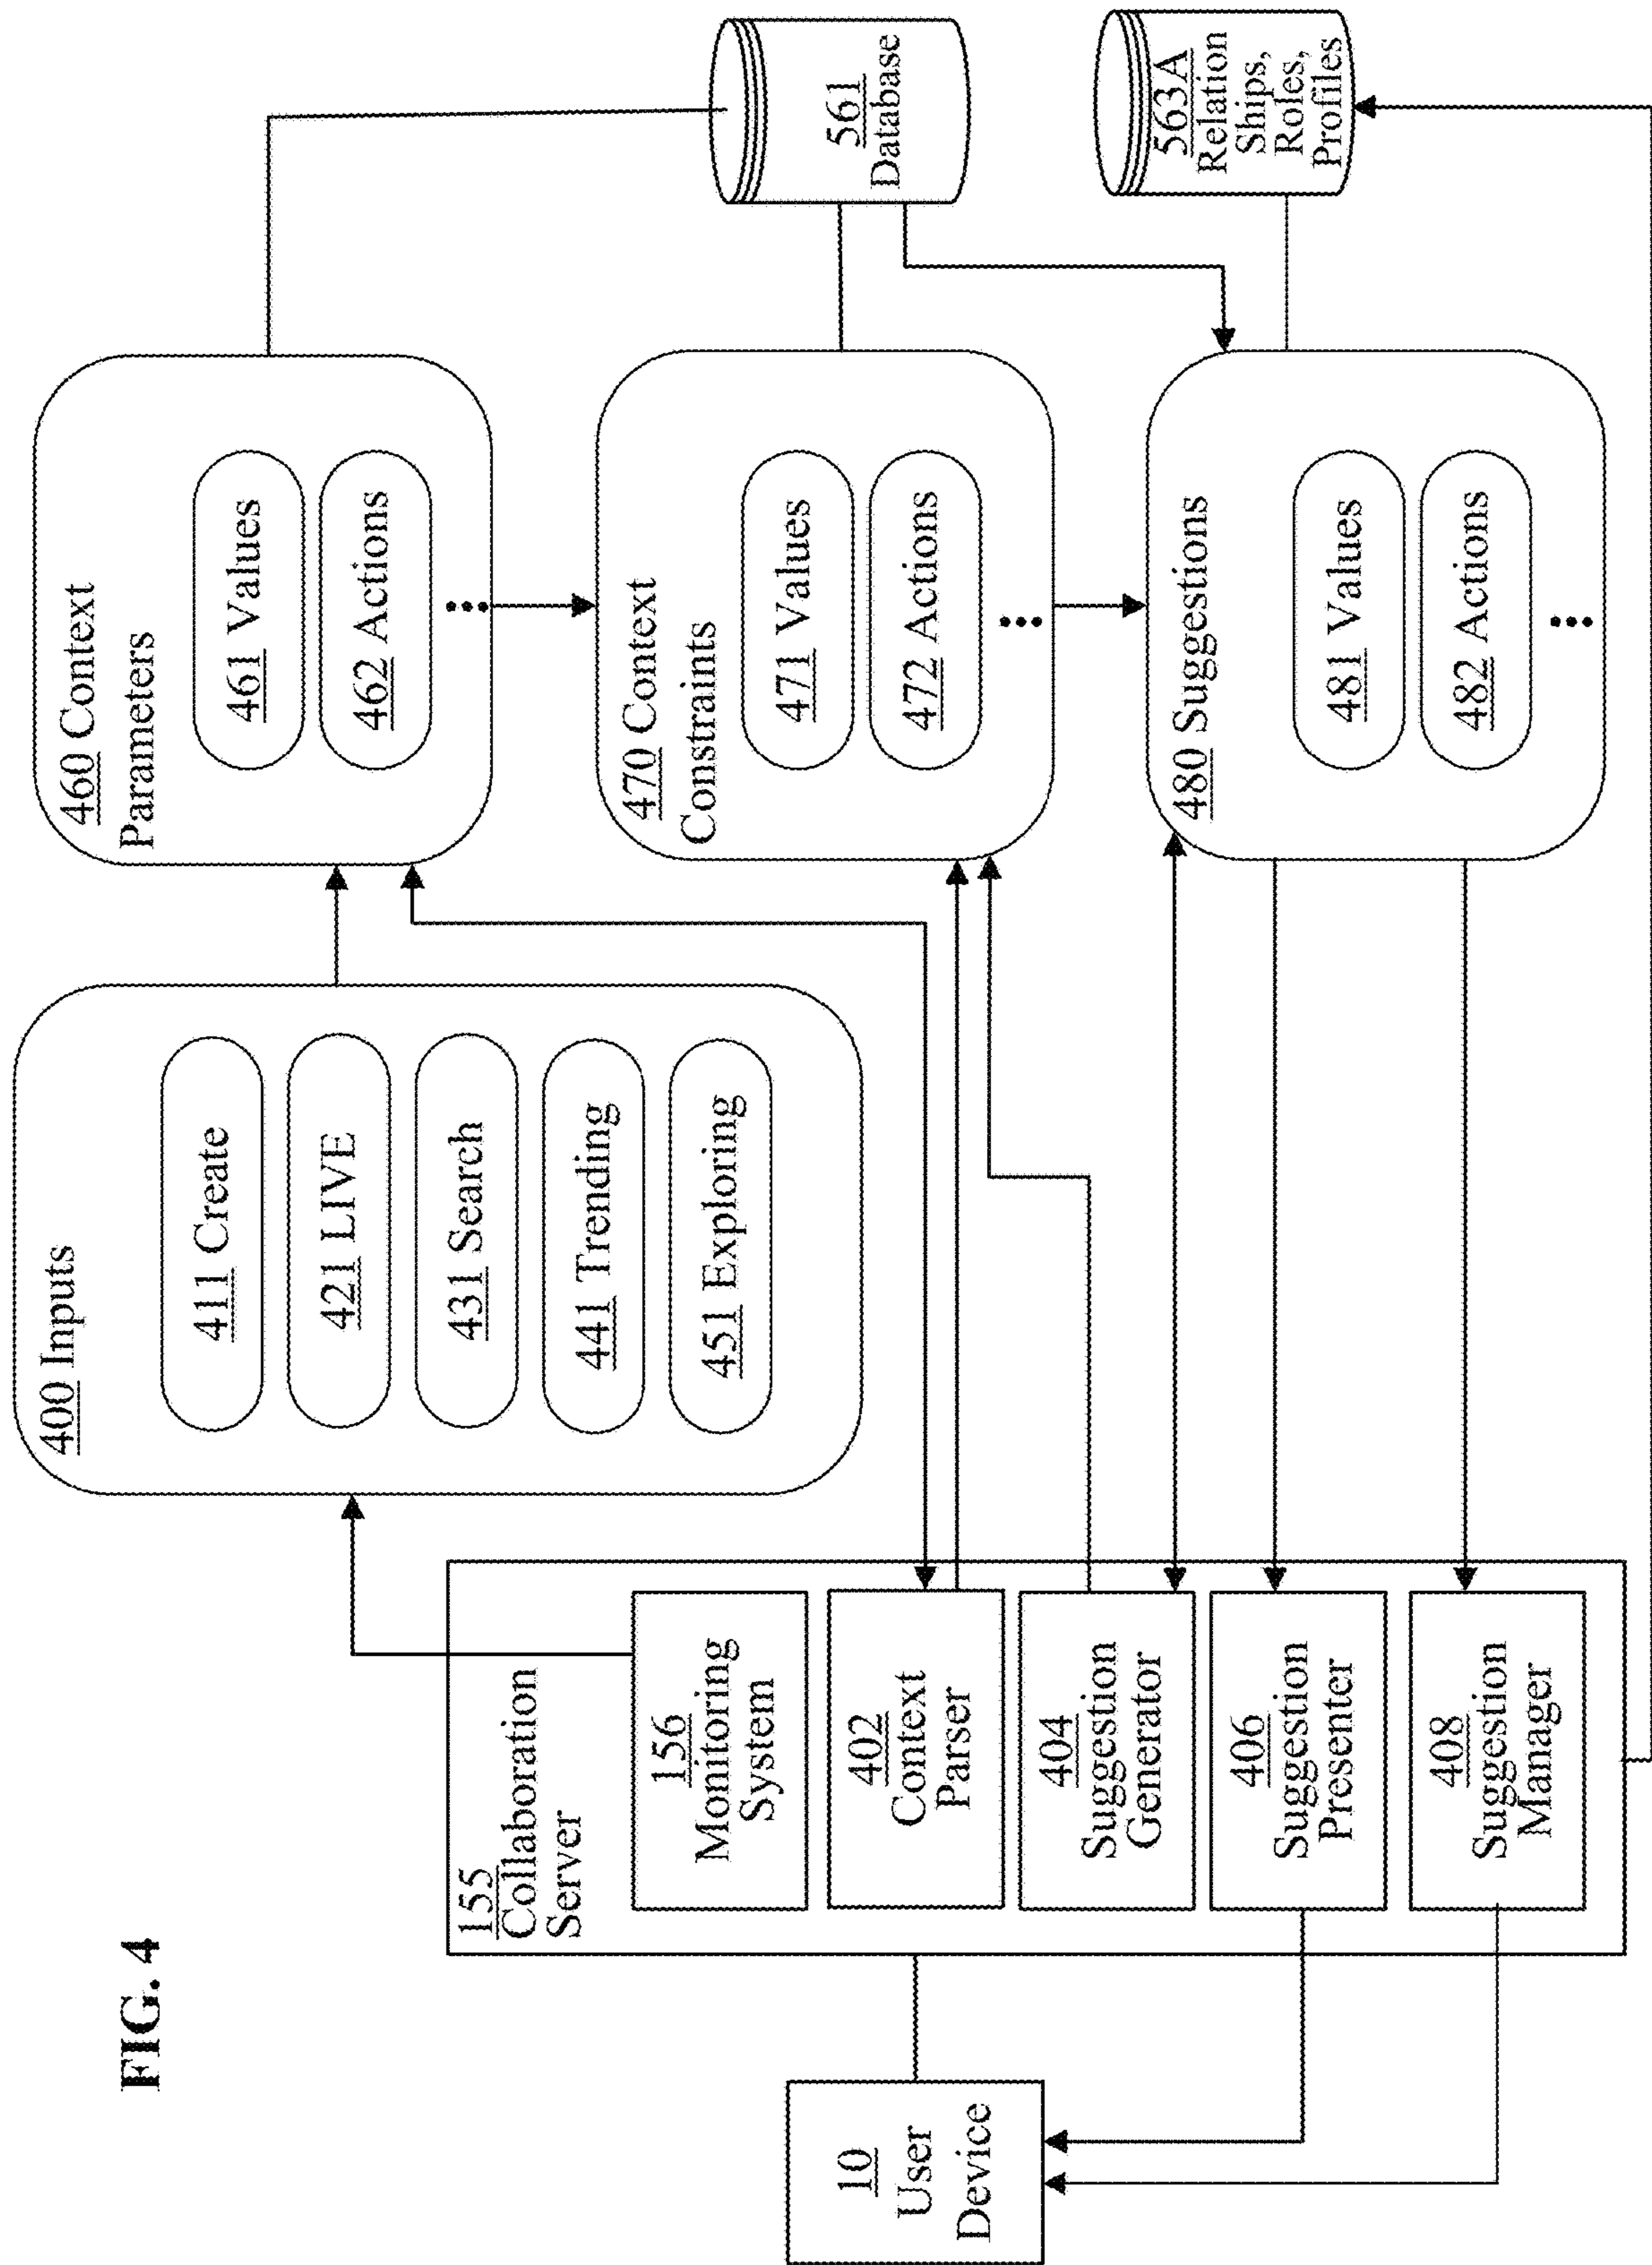 FIG. 4
10
User
Device
155
Collaboration
Server
156
Monitoring
System
402
Context
Parser
404
Suggestion
Generator
406
Suggestion
Presenter
408
Suggestion
Manager
400 Inputs
411 Create
421 LIVE
431 Search
441 Trending
451 Exploring
460 Context
Parameters
461 Values
462 Actions
...
470 Context
Constraints
471 Values
472 Actions
...
480 Suggestions
481 Values
482 Actions
...
561
Database
563A
Relation
Ships,
Roles,
Profiles